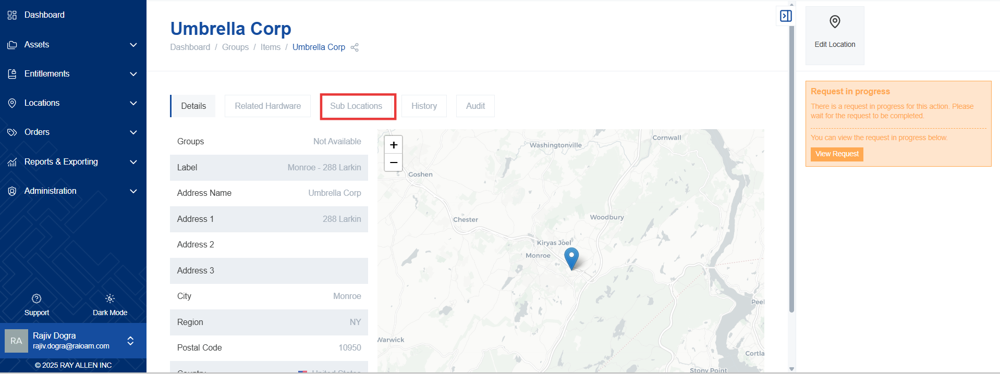 Dashboard
Assets
Entitlements
Locations
Orders
Reports & Exporting
Administration
Support
Dark Mode
RA
Rajiv Dogra
rajiv.dogra@raioam.com
© 2025 RAY ALLEN INC
Umbrella Corp
Dashboard / Groups / Items / Umbrella Corp
Details
Related Hardware
Sub Locations
History
Audit
Groups Not Available
Label Monroe - 288 Larkin
Address Name Umbrella Corp
Address 1 288 Larkin
Address 2
Address 3
City Monroe
Region NY
Postal Code 10950
Country United States
+
−
Cornwall
Washingtonville
Goshen
Chester
Woodbury
Kiryas Joel
Monroe
Peel
Warwick
Cortla
Stony Point
Edit Location
Request in progress
There is a request in progress for this action. Please
wait for the request to be completed.
You can view the request in progress below.
View Request